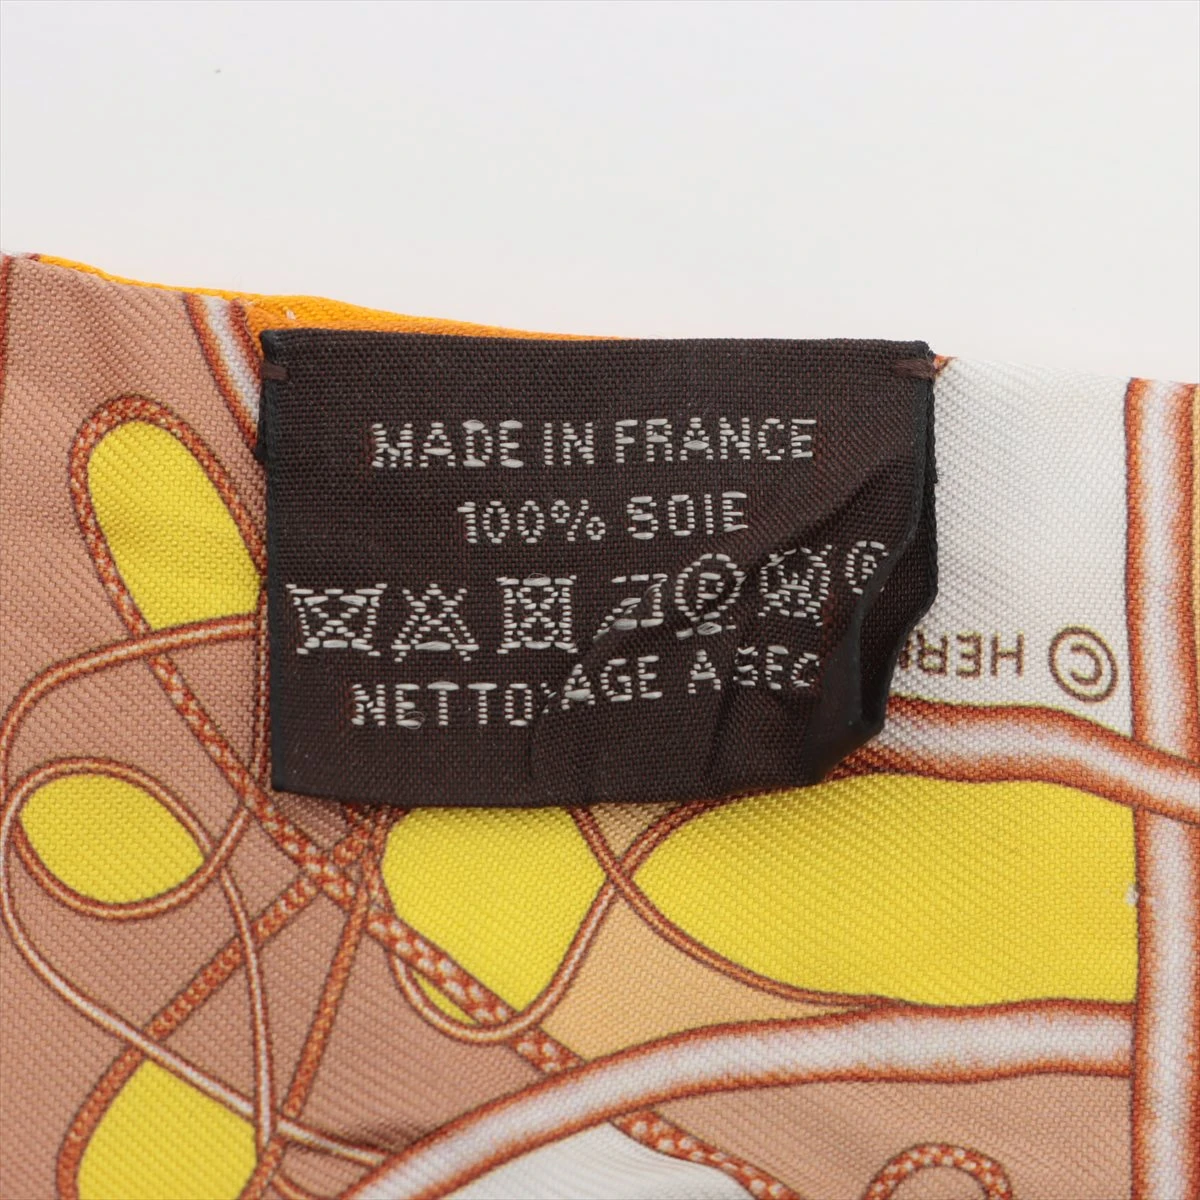 MADE IN FRANCE
100% SOIE
P W G
NETTOYAGE A SEC
© HER